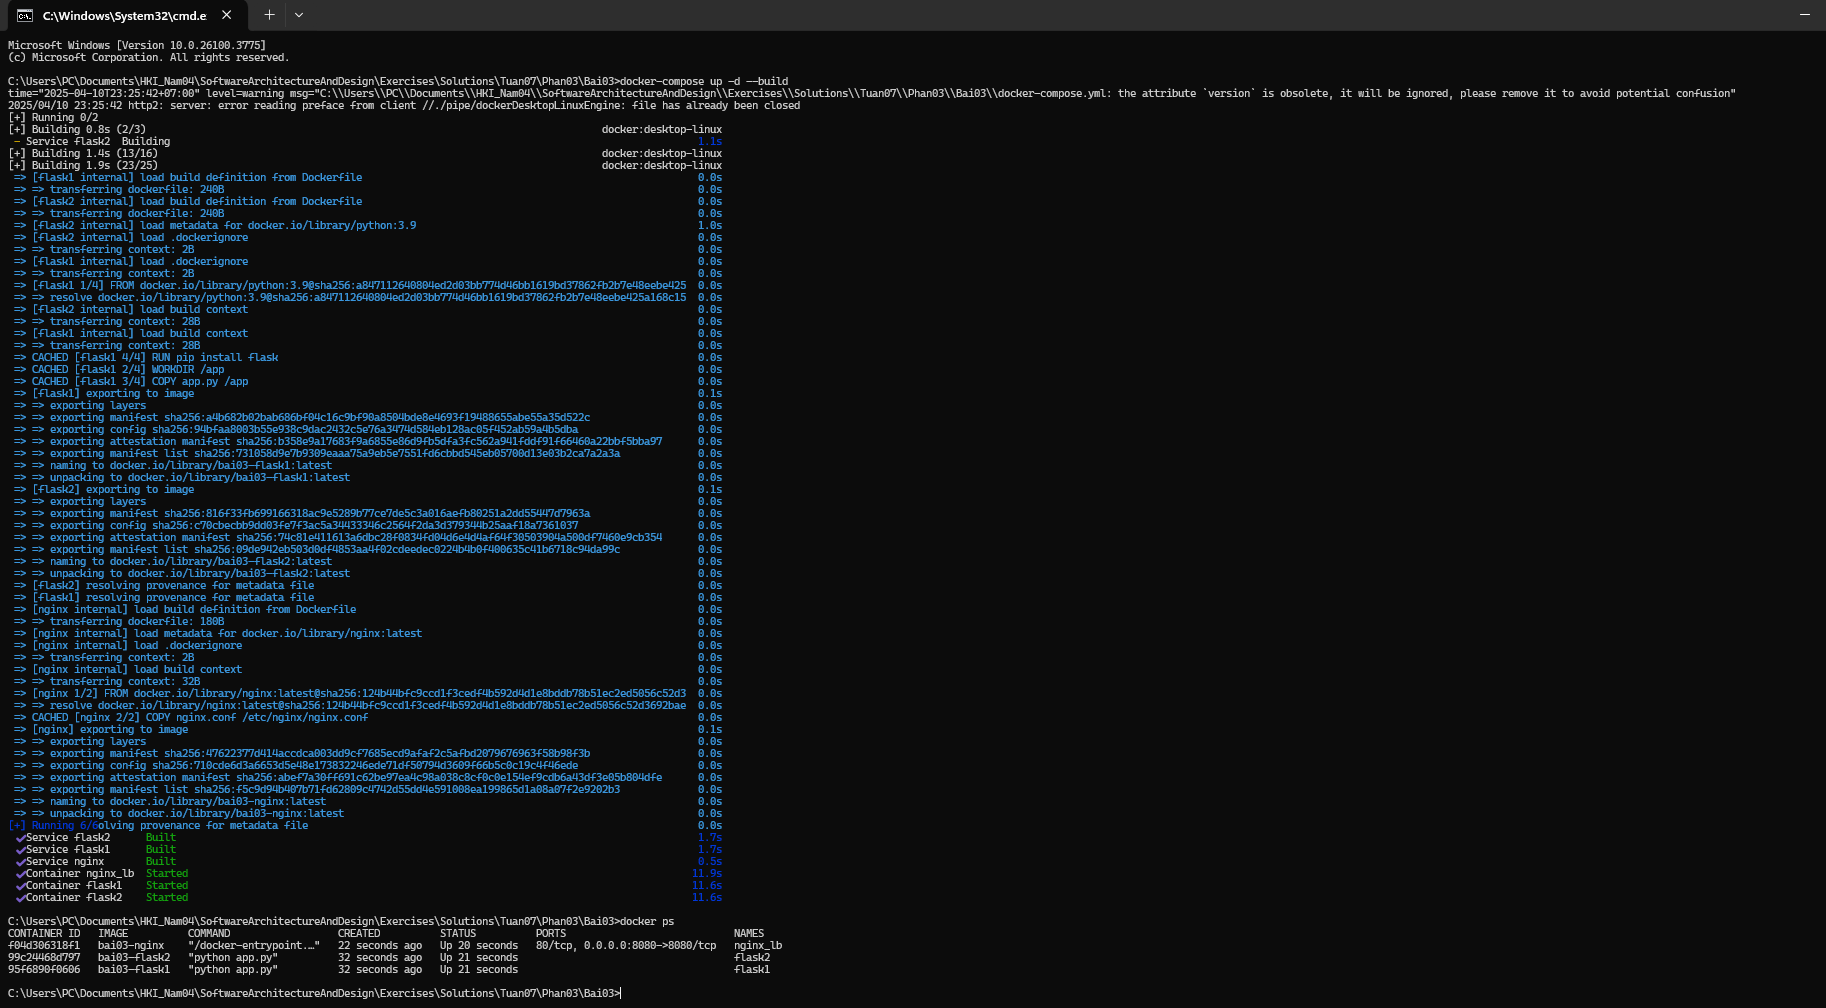 C:\Windows\System32\cmd.e
Microsoft Windows [Version 10.0.26100.3775]
(c) Microsoft Corporation. All rights reserved.
C:\Users\PC\Documents\HKI_Nam04\SoftwareArchitectureAndDesign\Exercises\Solutions\Tuan07\Phan03\Bai03>docker-compose up -d --build
time="2025-04-10T23:25:42+07:00" level=warning msg="C:\\Users\\PC\\Documents\\HKI_Nam04\\SoftwareArchitectureAndDesign\\Exercises\\Solutions\\Tuan07\\Phan03\\Bai03\\docker-compose.yml: the attribute `version` is obsolete, it will be ignored, please remove it to avoid potential confusion"
2025/04/10 23:25:42 http2: server: error reading preface from client //./pipe/dockerDesktopLinuxEngine: file has already been closed
[+] Running 0/2
[+] Building 0.8s (2/3) docker:desktop-linux
- Service flask2 Building 1.1s
[+] Building 1.4s (13/16) docker:desktop-linux
[+] Building 1.9s (23/25) docker:desktop-linux
=> [flask1 internal] load build definition from Dockerfile 0.0s
=> => transferring dockerfile: 240B 0.0s
=> [flask2 internal] load build definition from Dockerfile 0.0s
=> => transferring dockerfile: 240B 0.0s
=> [flask2 internal] load metadata for docker.io/library/python:3.9 1.0s
=> [flask2 internal] load .dockerignore 0.0s
=> => transferring context: 2B 0.0s
=> [flask1 internal] load .dockerignore 0.0s
=> => transferring context: 2B 0.0s
=> [flask1 1/4] FROM docker.io/library/python:3.9@sha256:a847112640804ed2d03bb774d46bb1619bd37862fb2b7e48eebe425 0.0s
=> => resolve docker.io/library/python:3.9@sha256:a847112640804ed2d03bb774d46bb1619bd37862fb2b7e48eebe425a168c15 0.0s
=> [flask2 internal] load build context 0.0s
=> => transferring context: 28B 0.0s
=> [flask1 internal] load build context 0.0s
=> => transferring context: 28B 0.0s
=> CACHED [flask1 4/4] RUN pip install flask 0.0s
=> CACHED [flask1 2/4] WORKDIR /app 0.0s
=> CACHED [flask1 3/4] COPY app.py /app 0.0s
=> [flask1] exporting to image 0.1s
=> => exporting layers 0.0s
=> => exporting manifest sha256:a4b682b02bab686bf04c16c9bf90a8504bde8e4693f19488655abe55a35d522c 0.0s
=> => exporting config sha256:94bfaa8003b55e938c9dac2432c5e76a3474d584eb128ac05f452ab59a4b5dba 0.0s
=> => exporting attestation manifest sha256:b358e9a17683f9a6855e86d9fb5dfa3fc562a941fddf91f66460a22bbf5bba97 0.0s
=> => exporting manifest list sha256:731058d9e7b9309eaaa75a9eb5e7551fd6cbbd545eb05700d13e03b2ca7a2a3a 0.0s
=> => naming to docker.io/library/bai03-flask1:latest 0.0s
=> => unpacking to docker.io/library/bai03-flask1:latest 0.0s
=> [flask2] exporting to image 0.1s
=> => exporting layers 0.0s
=> => exporting manifest sha256:816f33fb699166318ac9e5289b77ce7de5c3a016aefb80251a2dd55447d7963a 0.0s
=> => exporting config sha256:c70cbecbb9dd03fe7f3ac5a34433346c2564f2da3d379344b25aaf18a7361037 0.0s
=> => exporting attestation manifest sha256:74c81e411613a6dbc28f0834fd04d6e4d4af64f30503904a500df7460e9cb354 0.0s
=> => exporting manifest list sha256:09de942eb503d0df4853aa4f02cdeedec0224b4b0f400635c41b6718c94da99c 0.0s
=> => naming to docker.io/library/bai03-flask2:latest 0.0s
=> => unpacking to docker.io/library/bai03-flask2:latest 0.0s
=> [flask2] resolving provenance for metadata file 0.0s
=> [flask1] resolving provenance for metadata file 0.0s
=> [nginx internal] load build definition from Dockerfile 0.0s
=> => transferring dockerfile: 180B 0.0s
=> [nginx internal] load metadata for docker.io/library/nginx:latest 0.0s
=> [nginx internal] load .dockerignore 0.0s
=> => transferring context: 2B 0.0s
=> [nginx internal] load build context 0.0s
=> => transferring context: 32B 0.0s
=> [nginx 1/2] FROM docker.io/library/nginx:latest@sha256:124b44bfc9ccd1f3cedf4b592d4d1e8bddb78b51ec2ed5056c52d3 0.0s
=> => resolve docker.io/library/nginx:latest@sha256:124b44bfc9ccd1f3cedf4b592d4d1e8bddb78b51ec2ed5056c52d3692bae 0.0s
=> CACHED [nginx 2/2] COPY nginx.conf /etc/nginx/nginx.conf 0.0s
=> [nginx] exporting to image 0.1s
=> => exporting layers 0.0s
=> => exporting manifest sha256:47622377d414accdca003dd9cf7685ecd9afaf2c5afbd2079676963f58b98f3b 0.0s
=> => exporting config sha256:710cde6d3a6653d5e48e173832246ede71df50794d3609f66b5c0c19c4f46ede 0.0s
=> => exporting attestation manifest sha256:abef7a30ff691c62be97ea4c98a038c8cf0c0e154ef9cdb6a43df3e05b804dfe 0.0s
=> => exporting manifest list sha256:f5c9d94b407b71fd62809c4742d55dd4e591008ea199865d1a08a07f2e9202b3 0.0s
=> => naming to docker.io/library/bai03-nginx:latest 0.0s
=> => unpacking to docker.io/library/bai03-nginx:latest 0.0s
[+] Running 6/6olving provenance for metadata file 0.0s
✔Service flask2 Built 1.7s
✔Service flask1 Built 1.7s
✔Service nginx Built 0.5s
✔Container nginx_lb Started 11.9s
✔Container flask1 Started 11.6s
✔Container flask2 Started 11.6s
C:\Users\PC\Documents\HKI_Nam04\SoftwareArchitectureAndDesign\Exercises\Solutions\Tuan07\Phan03\Bai03>docker ps
CONTAINER ID IMAGE COMMAND CREATED STATUS PORTS NAMES
f04d306318f1 bai03-nginx "/docker-entrypoint.…" 22 seconds ago Up 20 seconds 80/tcp, 0.0.0.0:8080->8080/tcp nginx_lb
99c24468d797 bai03-flask2 "python app.py" 32 seconds ago Up 21 seconds flask2
95f6890f0606 bai03-flask1 "python app.py" 32 seconds ago Up 21 seconds flask1
C:\Users\PC\Documents\HKI_Nam04\SoftwareArchitectureAndDesign\Exercises\Solutions\Tuan07\Phan03\Bai03>